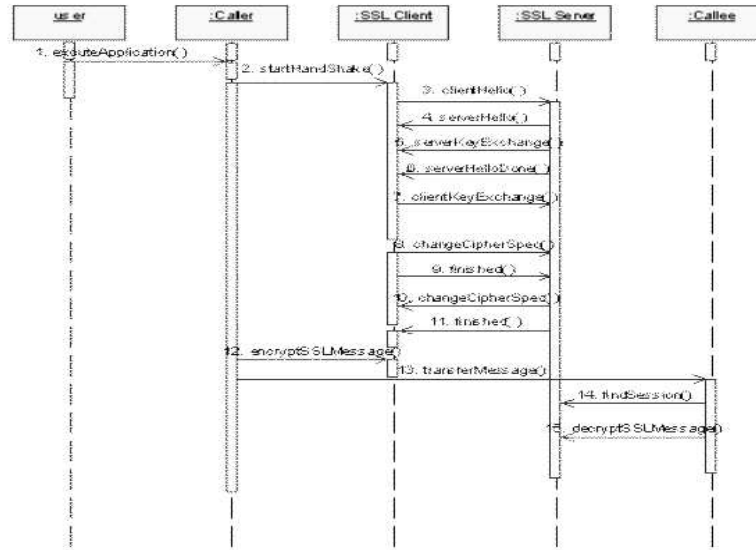 user
:Caller
:SSL Client
:SSL Server
:Callee
1. exouteApplication()
2. startHandShake()
3. clientHello()
4. serverHello()
5. serverKeyExchange()
6. serverHelloDone()
7. clientKeyExchange()
8. changeCipherSpec()
9. finished()
10. changeCipherSpec()
11. finished()
12. encryptSSLMessage()
13. transferMessage()
14. findSession()
15. decryptSSLMessage()